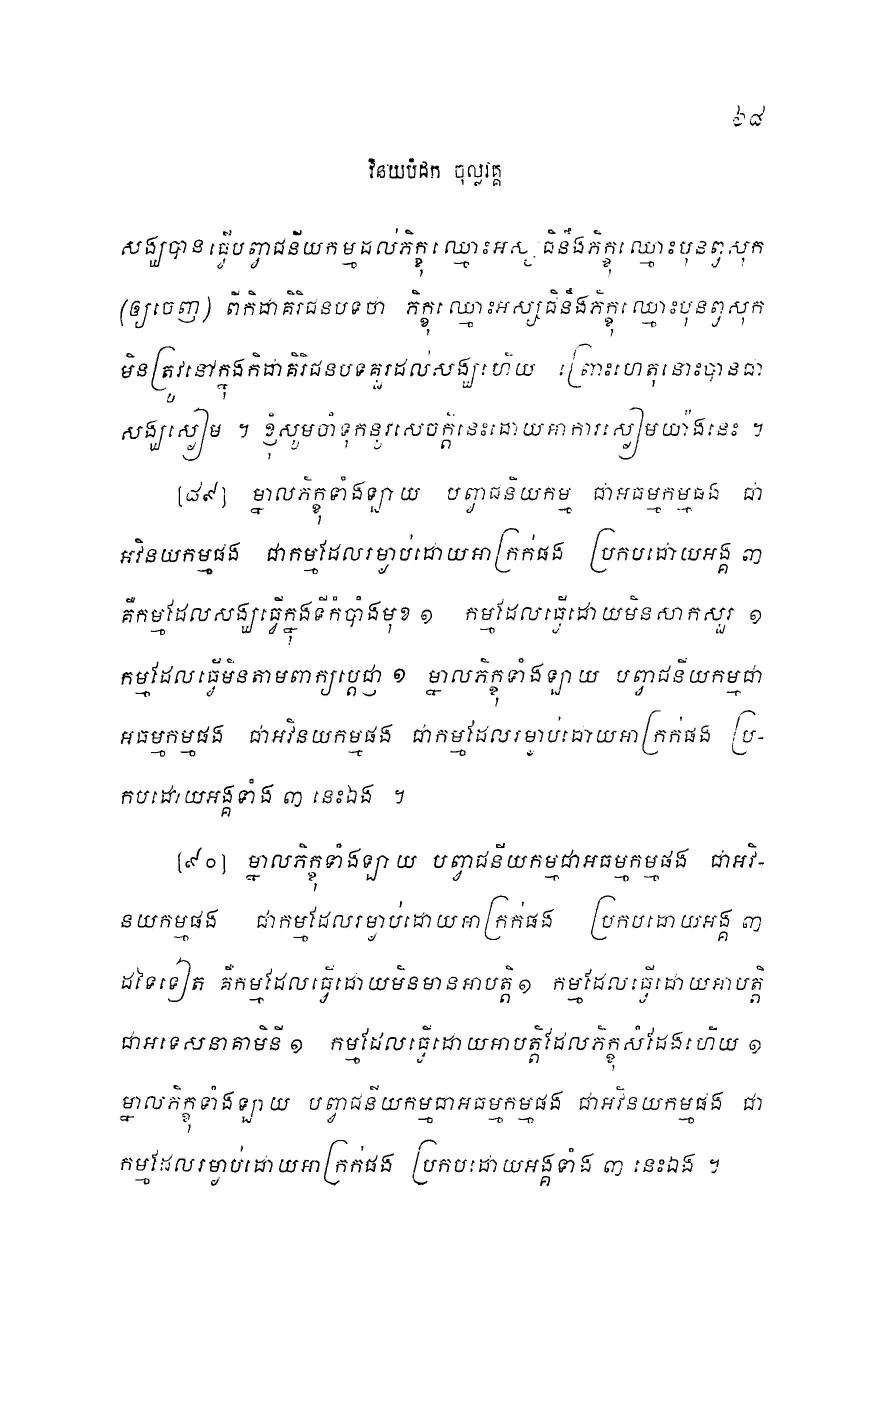 ៦៨
វិនយបិដក ចុល្លវគ្គ
សង្ឃបានធ្វើបព្វាជនីយកម្មដល់ភិក្ខុឈ្មោះអស្សជិនឹងភិក្ខុឈ្មោះបុនព្វសុក
(ឲ្យចេញ) ពីកិដាគិរិជនបទថា ភិក្ខុឈ្មោះអស្សជិនឹងភិក្ខុឈ្មោះបុនព្វសុក
មិនត្រូវនៅក្នុងកិដាគិរិជនបទគួរដល់សង្ឃហើយ ព្រោះហេតុនោះបានជា
សង្ឃស្ងៀម ។ ខ្ញុំសូមចាំទុកនូវសេចក្តីនេះដោយអាការស្ងៀមយ៉ាងនេះ ។
[៨៩] ម្នាលភិក្ខុទាំងឡាយ បព្វាជនីយកម្ម ជាអធម្មកម្មផង ជា
អវិនយកម្មផង ជាកម្មដែលរម្ងាប់ដោយអាក្រក់ផង ប្រកបដោយអង្គ ៣
គឺកម្មដែលសង្ឃធ្វើក្នុងទីកំបាំងមុខ ១ កម្មដែលធ្វើដោយមិនសាកសួរ ១
កម្មដែលធ្វើមិនតាមពាក្យប្តេជ្ញា ១ ម្នាលភិក្ខុទាំងឡាយ បព្វាជនីយកម្មជា
អធម្មកម្មផង ជាអវិនយកម្មផង ជាកម្មដែលរម្ងាប់ដោយអាក្រក់ផង ប្រ-
កបដោយអង្គទាំង ៣ នេះឯង ។
[៩០] ម្នាលភិក្ខុទាំងឡាយ បព្វាជនីយកម្មជាអធម្មកម្មផង ជាអវិ-
នយកម្មផង ជាកម្មដែលរម្ងាប់ដោយអាក្រក់ផង ប្រកបដោយអង្គ ៣
ដទៃទៀត គឺកម្មដែលធ្វើដោយមិនមានអាបត្តិ ១ កម្មដែលធ្វើដោយអាបត្តិ
ជាអទេសនាគាមិនី ១ កម្មដែលធ្វើដោយអាបត្តិដែលភិក្ខុសំដែងហើយ ១
ម្នាលភិក្ខុទាំងឡាយ បព្វាជនីយកម្មជាអធម្មកម្មផង ជាអវិនយកម្មផង ជា
កម្មដែលរម្ងាប់ដោយអាក្រក់ផង ប្រកបដោយអង្គទាំង ៣ នេះឯង ។